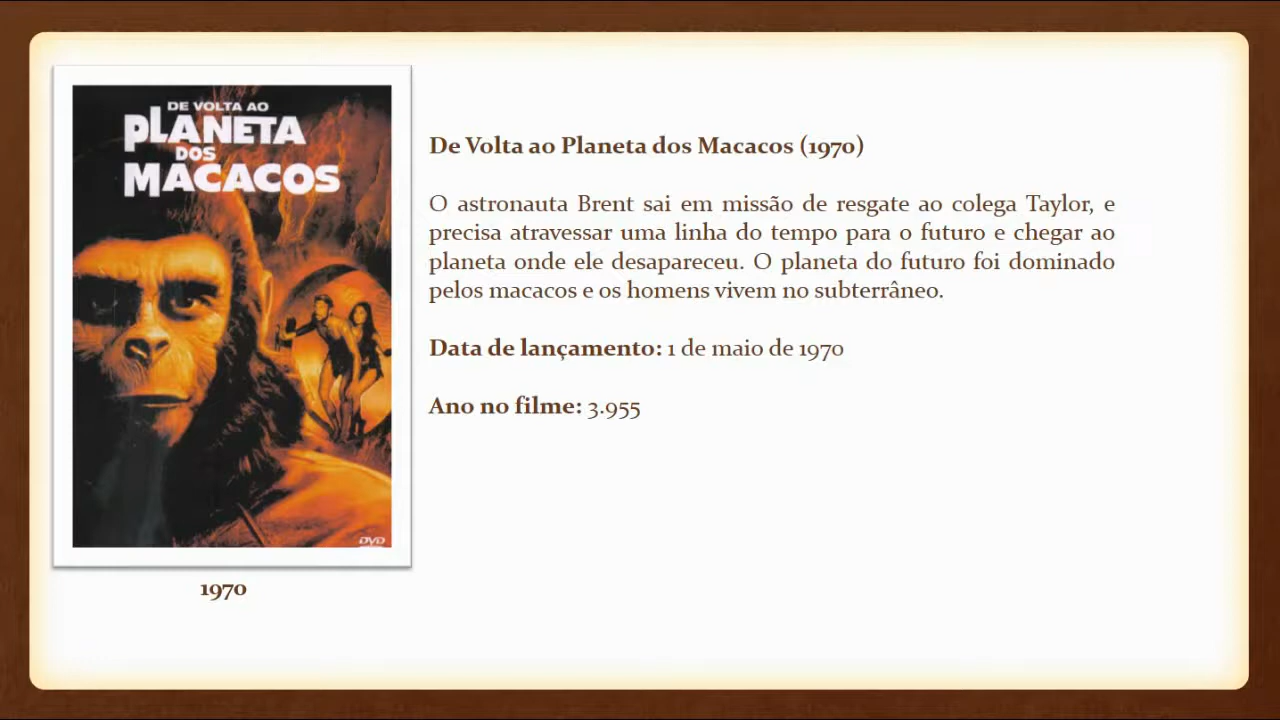 DE VOLTA AO
PLANETA
DOS
MACACOS
DVD
1970
De Volta ao Planeta dos Macacos (1970)
O astronauta Brent sai em missão de resgate ao colega Taylor, e
precisa atravessar uma linha do tempo para o futuro e chegar ao
planeta onde ele desapareceu. O planeta do futuro foi dominado
pelos macacos e os homens vivem no subterrâneo.
Data de lançamento: 1 de maio de 1970
Ano no filme: 3.955